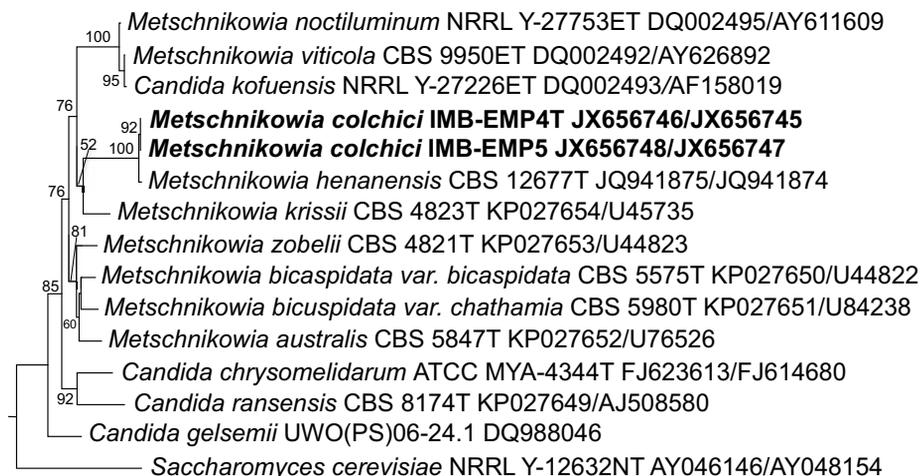 Metschnikowia noctiluminum NRRL Y-27753ET DQ002495/AY611609
100
Metschnikowia viticola CBS 9950ET DQ002492/AY626892
95
Candida kofuensis NRRL Y-27226ET DQ002493/AF158019
76
Metschnikowia colchici IMB-EMP4T JX656746/JX656745
92
52
100
Metschnikowia colchici IMB-EMP5 JX656748/JX656747
Metschnikowia henanensis CBS 12677T JQ941875/JQ941874
76
Metschnikowia krissii CBS 4823T KP027654/U45735
81
Metschnikowia zobelii CBS 4821T KP027653/U44823
Metschnikowia bicaspidata var. bicaspidata CBS 5575T KP027650/U44822
85
Metschnikowia bicuspidata var. chathamia CBS 5980T KP027651/U84238
60
Metschnikowia australis CBS 5847T KP027652/U76526
Candida chrysomelidarum ATCC MYA-4344T FJ623613/FJ614680
92
Candida ransensis CBS 8174T KP027649/AJ508580
Candida gelsemii UWO(PS)06-24.1 DQ988046
Saccharomyces cerevisiae NRRL Y-12632NT AY046146/AY048154